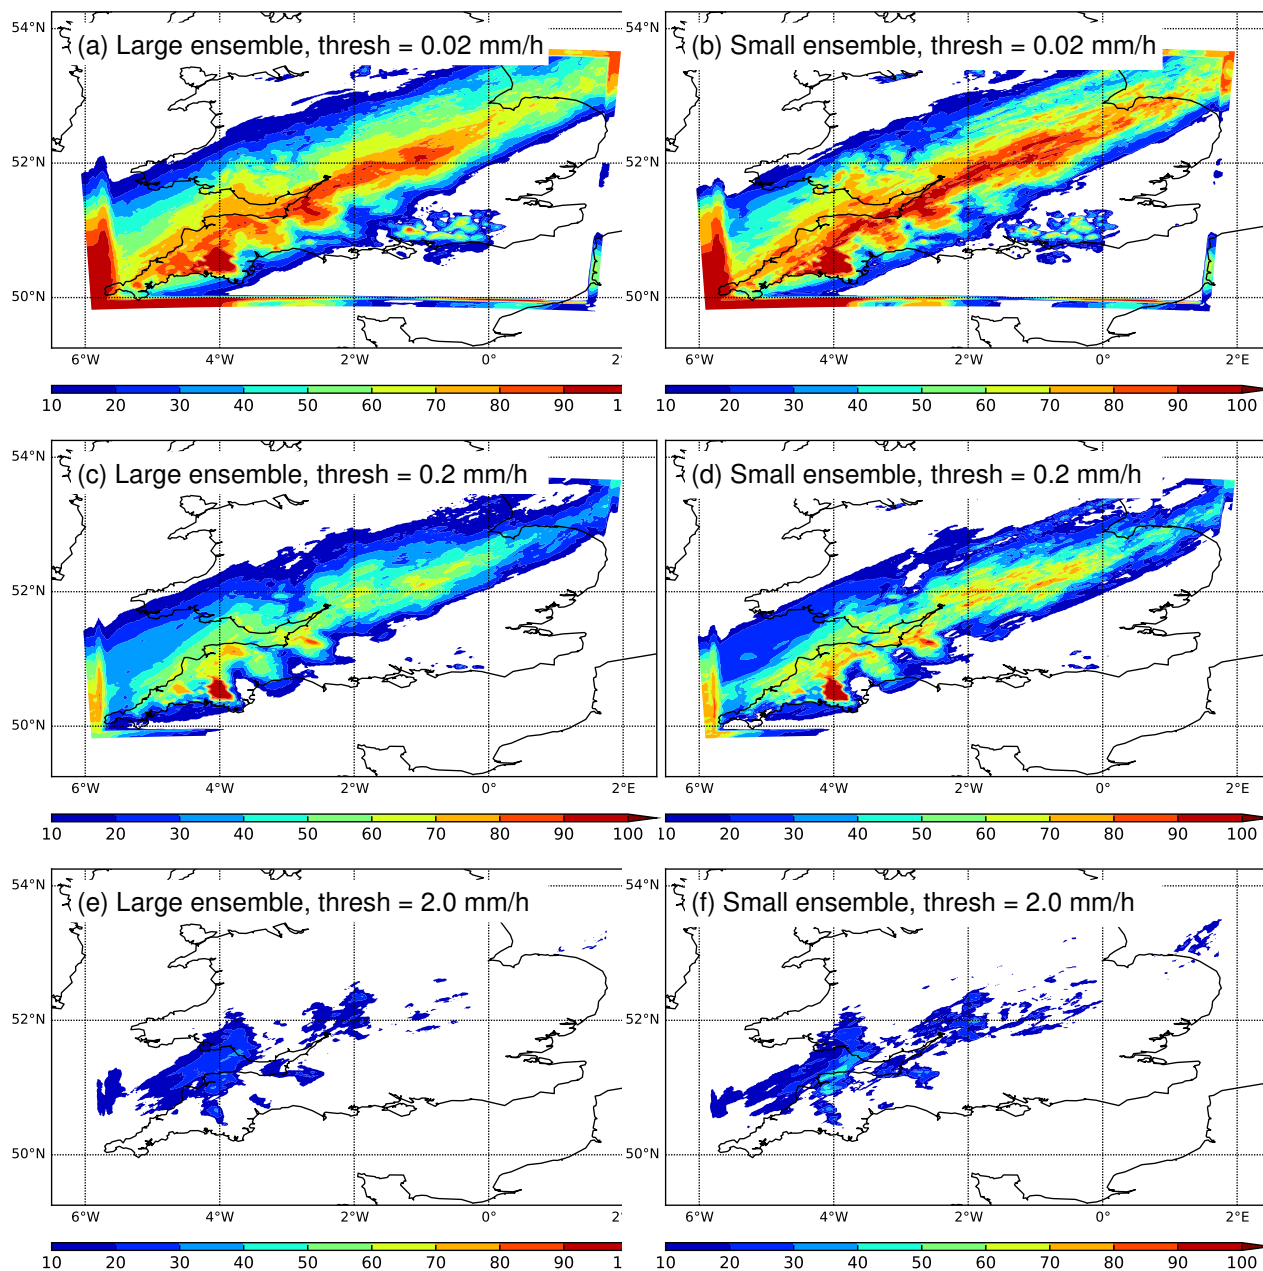 54°N
(a) Large ensemble, thresh = 0.02 mm/h
52°N
50°N
6°W 4°W 2°W 0° 2°
10 20 30 40 50 60 70 80 90 1
54°N
(b) Small ensemble, thresh = 0.02 mm/h
52°N
50°N
6°W 4°W 2°W 0° 2°E
10 20 30 40 50 60 70 80 90 100
54°N
(c) Large ensemble, thresh = 0.2 mm/h
52°N
50°N
6°W 4°W 2°W 0° 2°E
10 20 30 40 50 60 70 80 90 100
54°N
(d) Small ensemble, thresh = 0.2 mm/h
52°N
50°N
6°W 4°W 2°W 0° 2°E
10 20 30 40 50 60 70 80 90 100
54°N
(e) Large ensemble, thresh = 2.0 mm/h
52°N
50°N
6°W 4°W 2°W 0° 2°
10 20 30 40 50 60 70 80 90 1
54°N
(f) Small ensemble, thresh = 2.0 mm/h
52°N
50°N
6°W 4°W 2°W 0° 2°E
10 20 30 40 50 60 70 80 90 100